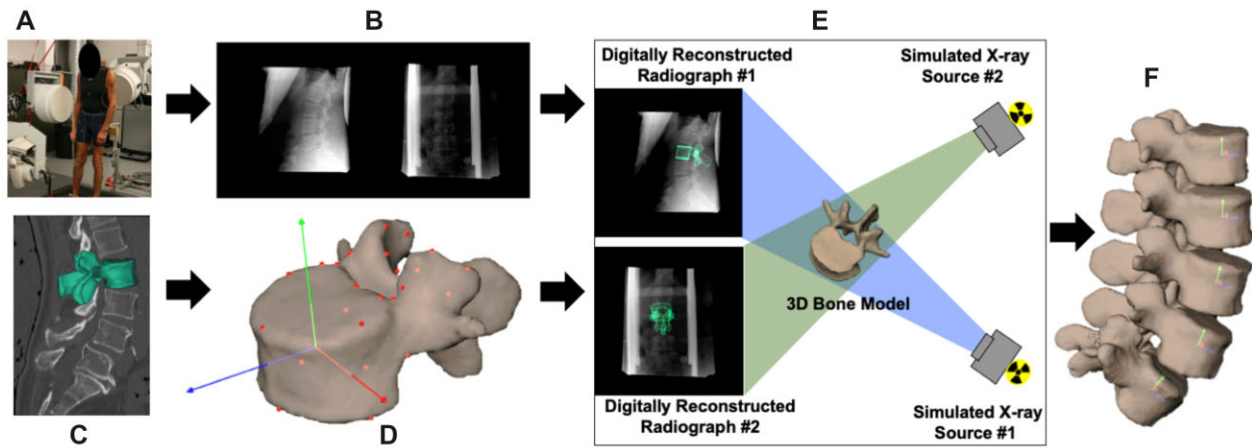 A
B
E
F
Digitally Reconstructed
Radiograph #1
Simulated X-ray
Source #2
3D Bone Model
Digitally Reconstructed
Radiograph #2
Simulated X-ray
Source #1
C
D